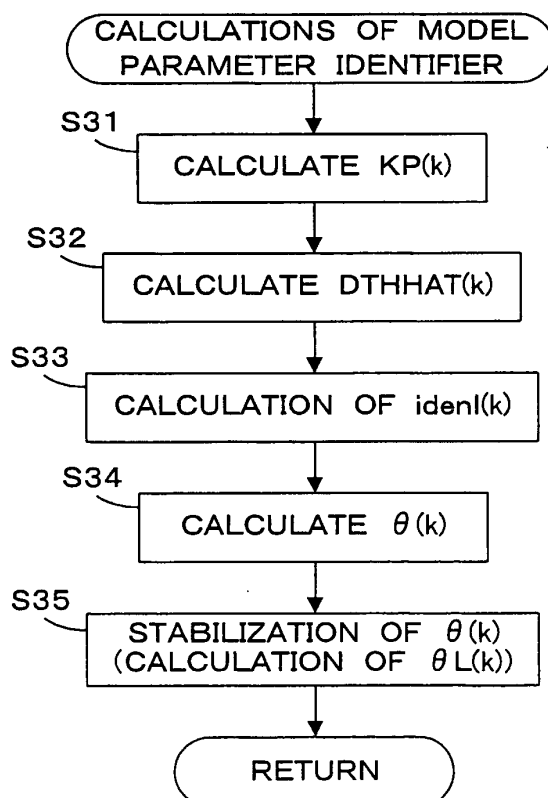 CALCULATIONS OF MODEL
PARAMETER IDENTIFIER
S31
CALCULATE KP(k)
S32
CALCULATE DTHHAT(k)
S33
CALCULATION OF idenl(k)
S34
CALCULATE θ(k)
S35
STABILIZATION OF θ(k)
(CALCULATION OF θL(k))
RETURN